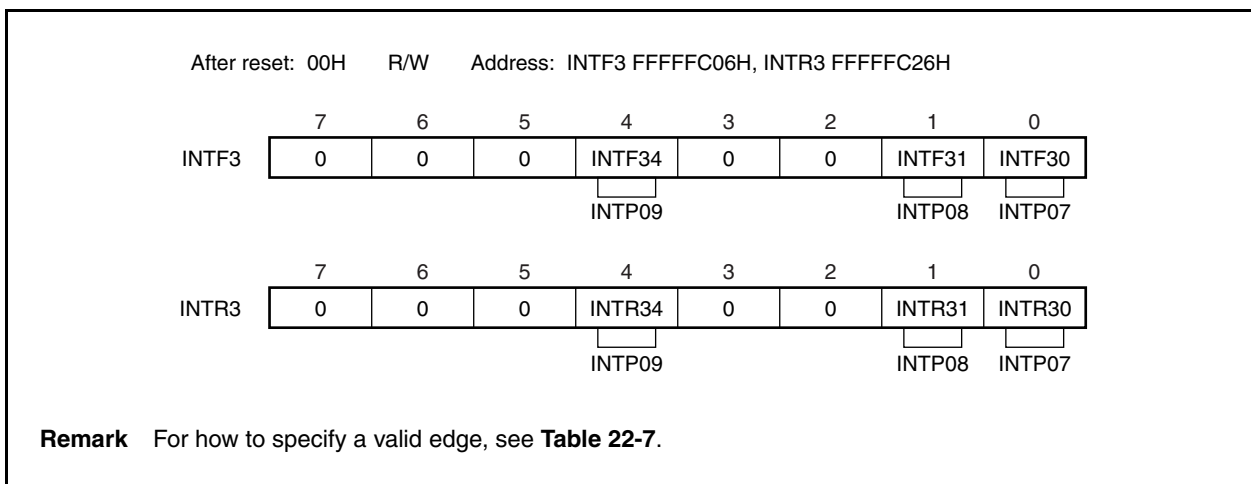 After reset: 00H R/W Address: INTF3 FFFFFC06H, INTR3 FFFFFC26H
7 6 5 4 3 2 1 0
INTF3 0 0 0 INTF34 0 0 INTF31 INTF30
INTP09 INTP08 INTP07
7 6 5 4 3 2 1 0
INTR3 0 0 0 INTR34 0 0 INTR31 INTR30
INTP09 INTP08 INTP07
Remark For how to specify a valid edge, see Table 22-7.